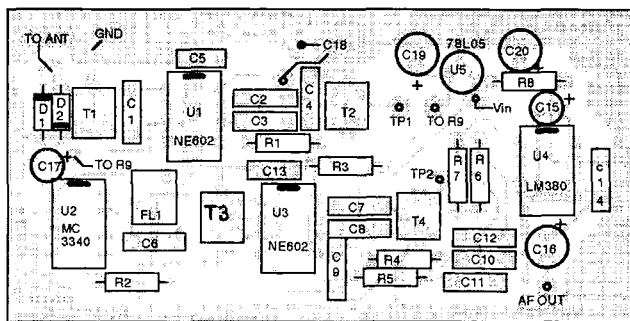 TO ANT
GND
C5
C18
C19
78L05
C20
U5
R8
D1
D2
T1
C1
U1
NE602
C2
C3
C4
T2
C15
TP1
TO R9
Vin
R1
C17
TO R9
C13
R3
TP2
R7
R6
U4
LM380
C14
U2
MC
3340
FL1
T3
U3
NE602
C7
C8
T4
C6
C9
C12
C16
R2
R4
C10
R5
C11
AF OUT